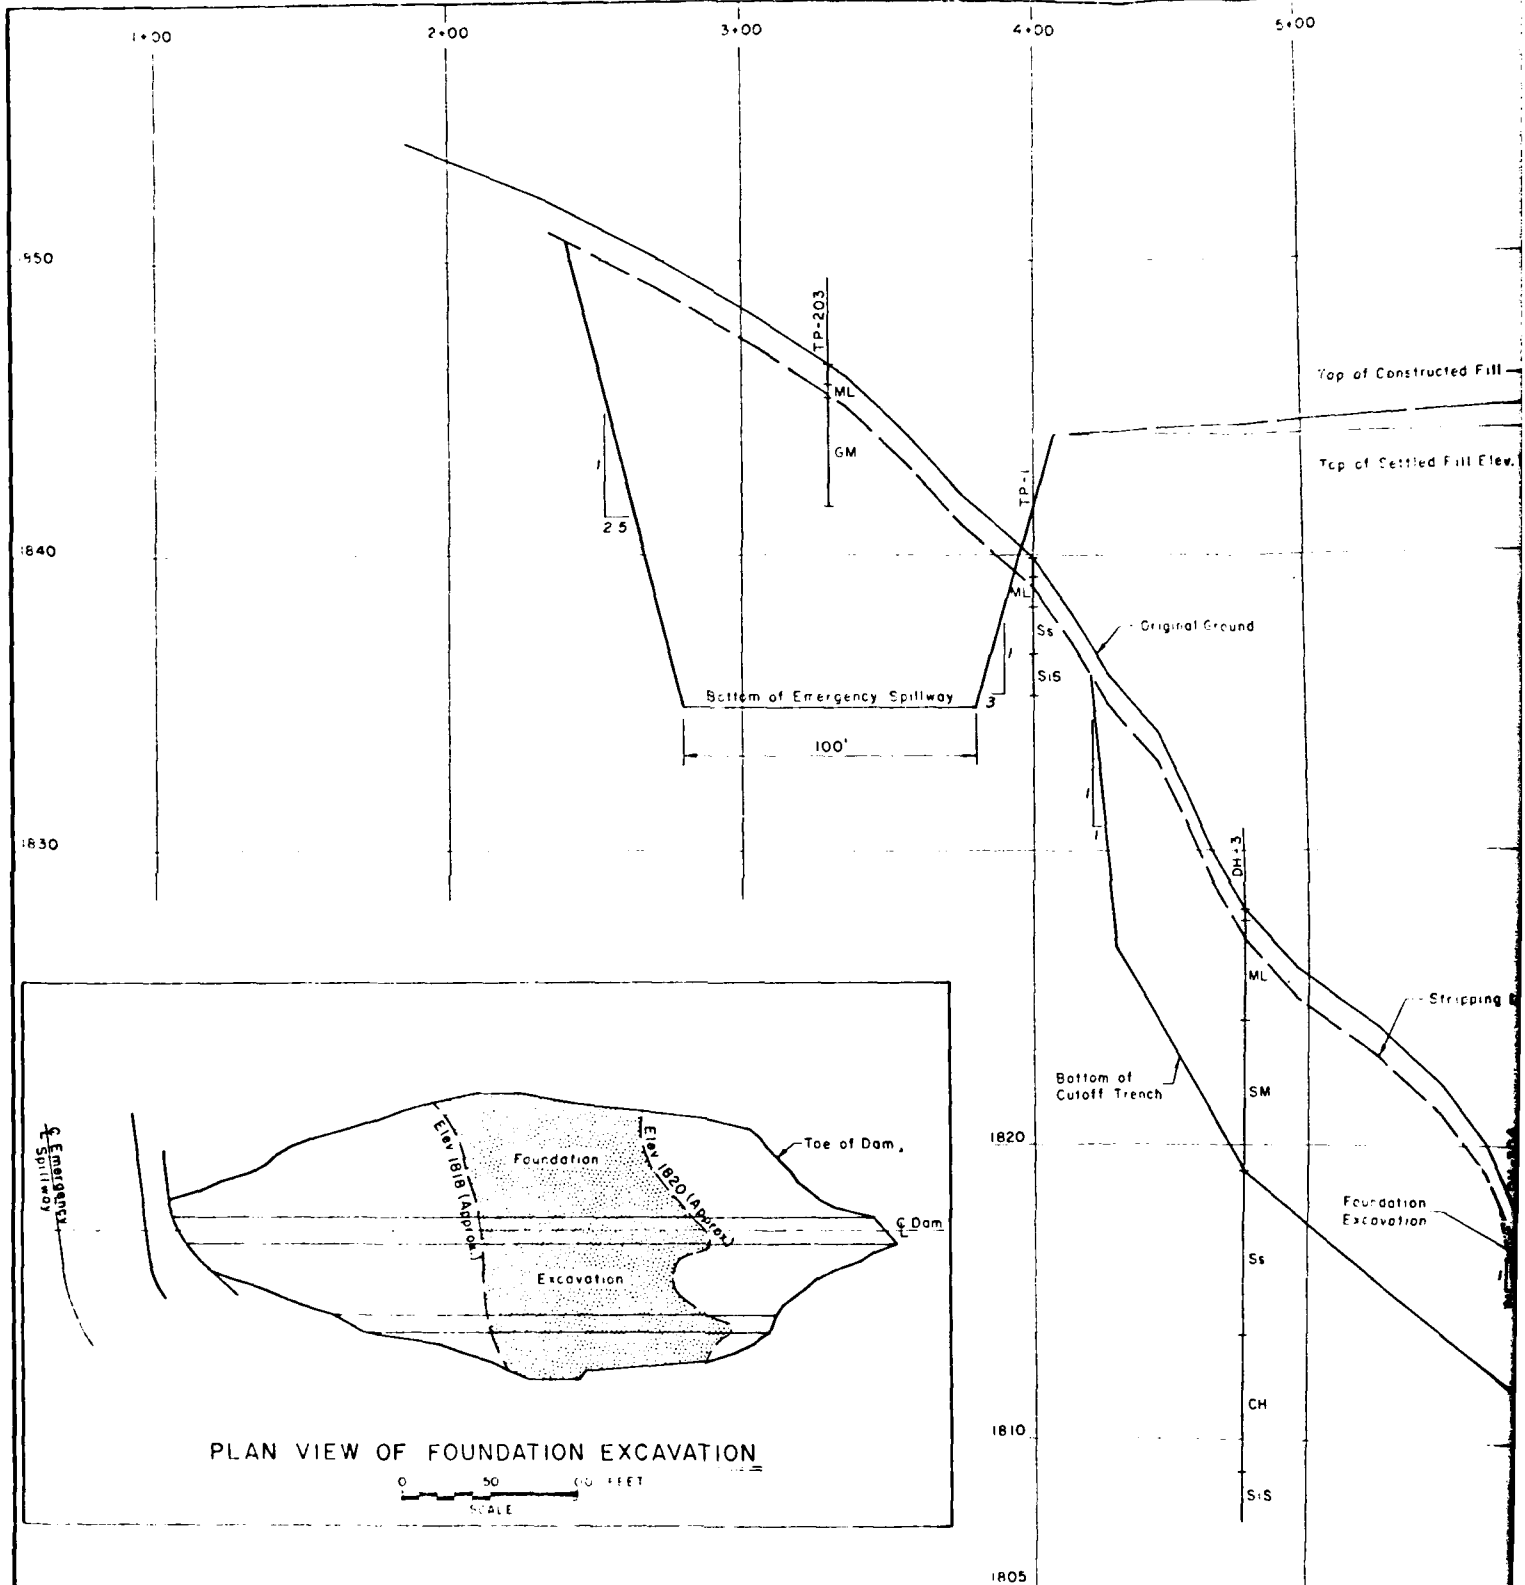 1+00
2+00
3+00
4+00
5+00
1850
TP-203
ML
GM
Top of Constructed Fill
Top of Settled Fill Elev.
1
2.5
TP-1
1840
ML
Ss
SiS
Original Ground
Bottom of Emergency Spillway
1
3
100'
1
1
1830
DH-3
ML
Stripping
Bottom of
Cutoff Trench
SM
1820
Foundation
Excavation
1
Ss
CH
1810
SiS
1805
℄ Emergency
Spillway
Elev 1818 (Approx.)
Foundation
Elev 1820 (Approx.)
Toe of Dam
℄ Dam
Excavation
PLAN VIEW OF FOUNDATION EXCAVATION
0 50 FEET
SCALE